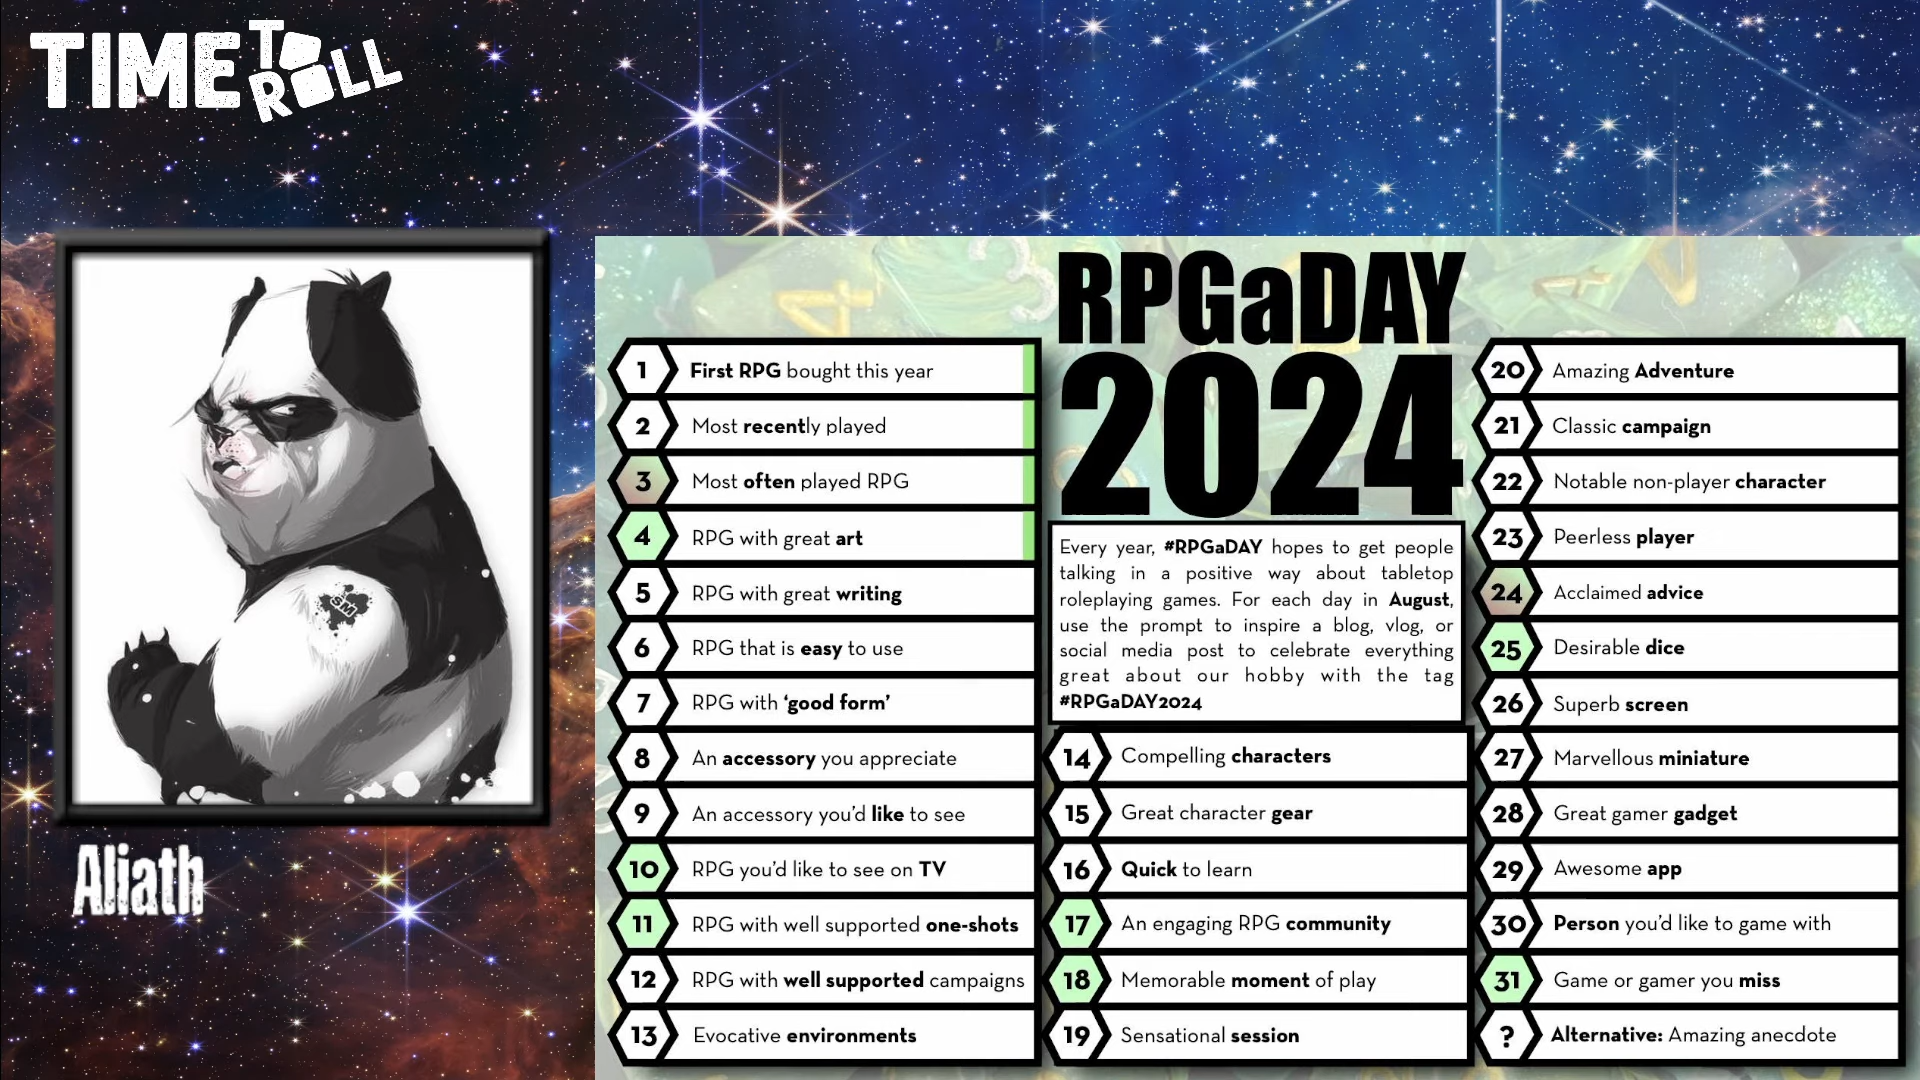 TIME TO ROLL
SM
Aliath
RPGaDAY
2024
1 First RPG bought this year
2 Most recently played
3 Most often played RPG
4 RPG with great art
5 RPG with great writing
6 RPG that is easy to use
7 RPG with ‘good form’
8 An accessory you appreciate
9 An accessory you’d like to see
10 RPG you’d like to see on TV
11 RPG with well supported one-shots
12 RPG with well supported campaigns
13 Evocative environments
Every year, #RPGaDAY hopes to get people
talking in a positive way about tabletop
roleplaying games. For each day in August,
use the prompt to inspire a blog, vlog, or
social media post to celebrate everything
great about our hobby with the tag
#RPGaDAY2024
14 Compelling characters
15 Great character gear
16 Quick to learn
17 An engaging RPG community
18 Memorable moment of play
19 Sensational session
20 Amazing Adventure
21 Classic campaign
22 Notable non-player character
23 Peerless player
24 Acclaimed advice
25 Desirable dice
26 Superb screen
27 Marvellous miniature
28 Great gamer gadget
29 Awesome app
30 Person you’d like to game with
31 Game or gamer you miss
? Alternative: Amazing anecdote